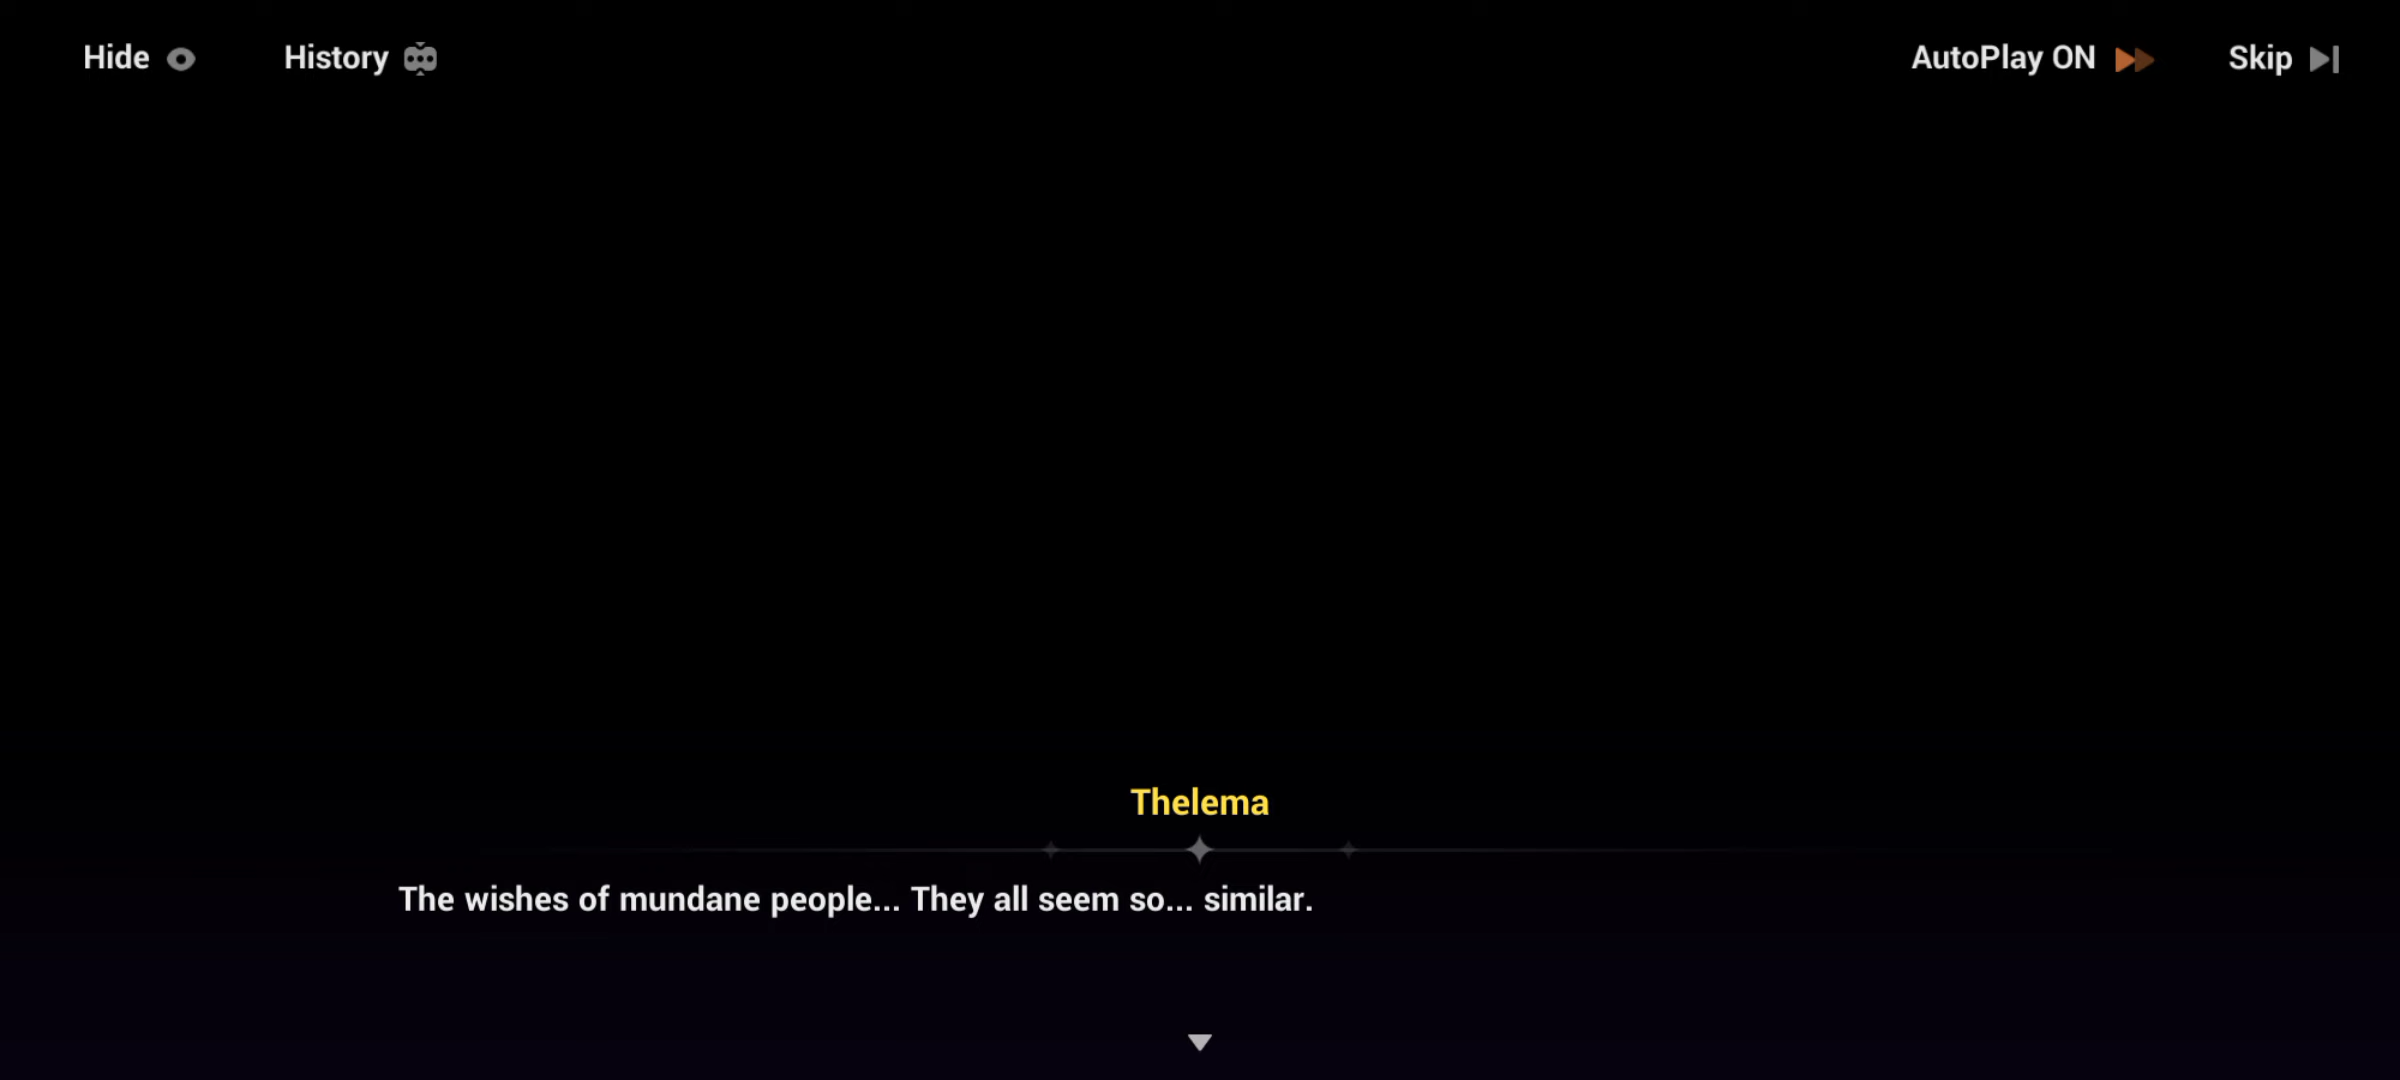 Hide
History
AutoPlay ON
Skip
Thelema
The wishes of mundane people... They all seem so... similar.